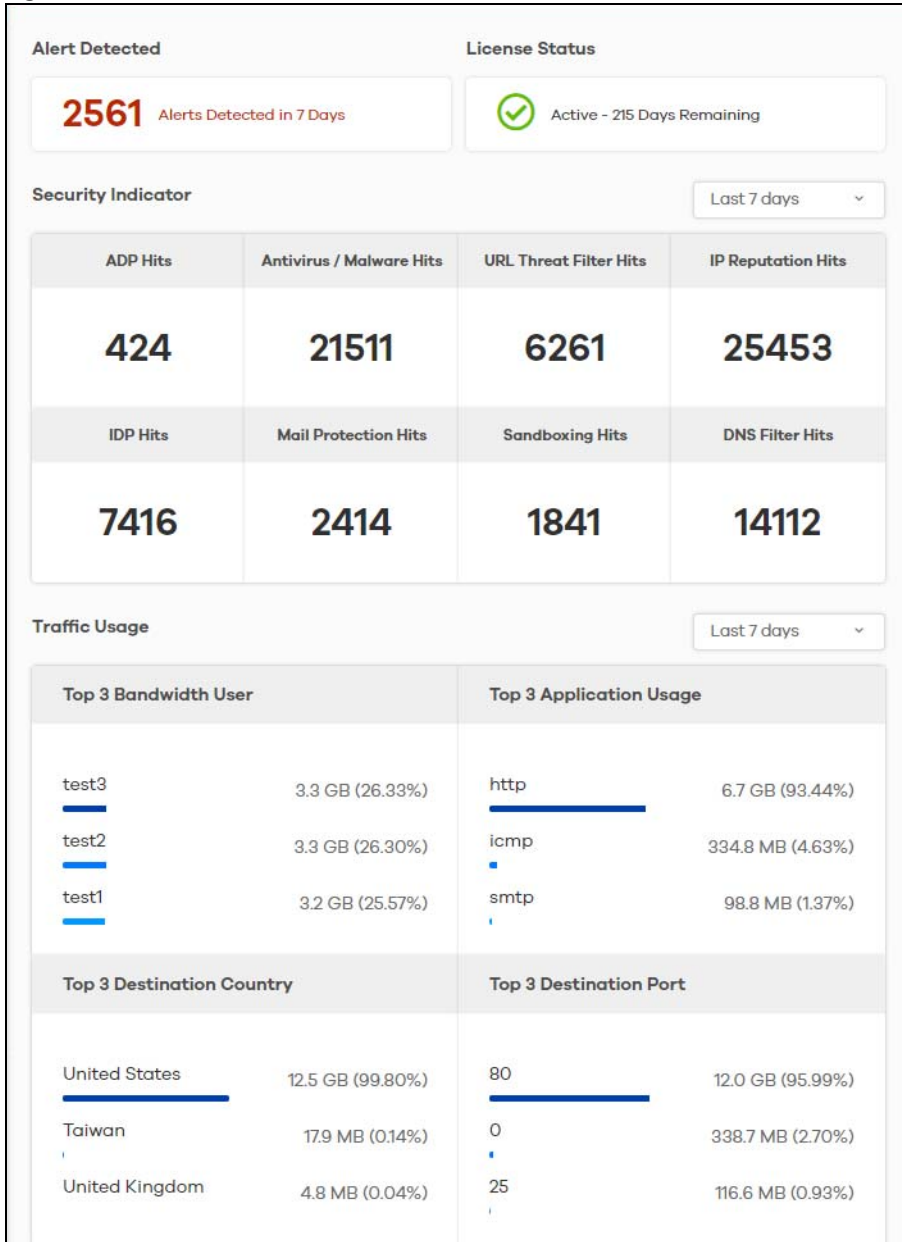 Alert Detected
License Status
2561 Alerts Detected in 7 Days
Active - 215 Days Remaining
Security Indicator
Last 7 days
ADP Hits
Antivirus / Malware Hits
URL Threat Filter Hits
IP Reputation Hits
424
21511
6261
25453
IDP Hits
Mail Protection Hits
Sandboxing Hits
DNS Filter Hits
7416
2414
1841
14112
Traffic Usage
Last 7 days
Top 3 Bandwidth User
test3 3.3 GB (26.33%)
test2 3.3 GB (26.30%)
test1 3.2 GB (25.57%)
Top 3 Application Usage
http 6.7 GB (93.44%)
icmp 334.8 MB (4.63%)
smtp 98.8 MB (1.37%)
Top 3 Destination Country
United States 12.5 GB (99.80%)
Taiwan 17.9 MB (0.14%)
United Kingdom 4.8 MB (0.04%)
Top 3 Destination Port
80 12.0 GB (95.99%)
0 338.7 MB (2.70%)
25 116.6 MB (0.93%)